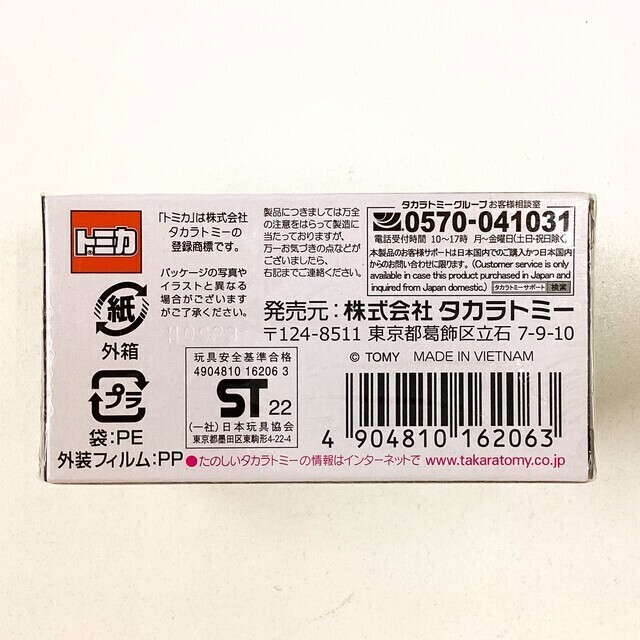 トミカ
「トミカ」は株式会社
タカラトミーの
登録商標です。
パッケージの写真や
イラストと異なる
場合がございますが
ご了承ください。
製品につきましては万全
の注意をはらって製造に
当たっておりますが、
万一お気づきの点などが
ございましたら、
右記までご連絡ください。
タカラトミーグループ お客様相談室
0570-041031
電話受付時間 10〜17時 月〜金曜日(土日・祝日除く)
本製品のお客様サポートは日本国内でのご購入かつ日本国内
からのお問い合わせに限ります。(Customer service is only
available in case this product purchased in Japan and
inquired from Japan domestic.)
タカラトミーサポート 検索
発売元:株式会社 タカラトミー
〒124-8511 東京都葛飾区立石 7-9-10
© TOMY MADE IN VIETNAM
紙
外箱
プラ
袋:PE
外装フィルム:PP
玩具安全基準合格
4904810 16206 3
ST 22
(一社)日本玩具協会
東京都墨田区東駒形4-22-4
4 904810 162063
●たのしいタカラトミーの情報はインターネットで www.takaratomy.co.jp